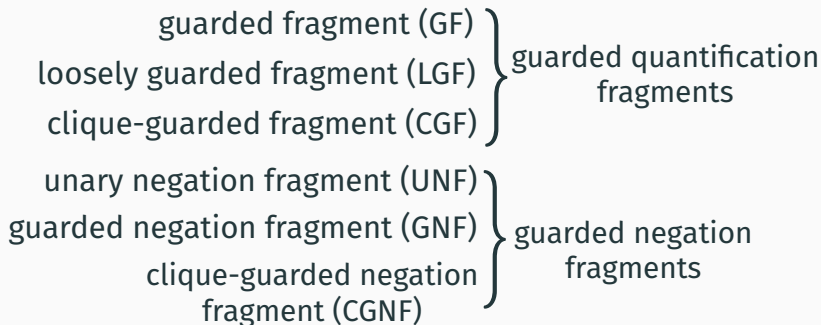 guarded fragment (GF)
loosely guarded fragment (LGF)
clique-guarded fragment (CGF)
guarded quantification
fragments
unary negation fragment (UNF)
guarded negation fragment (GNF)
clique-guarded negation
fragment (CGNF)
guarded negation
fragments